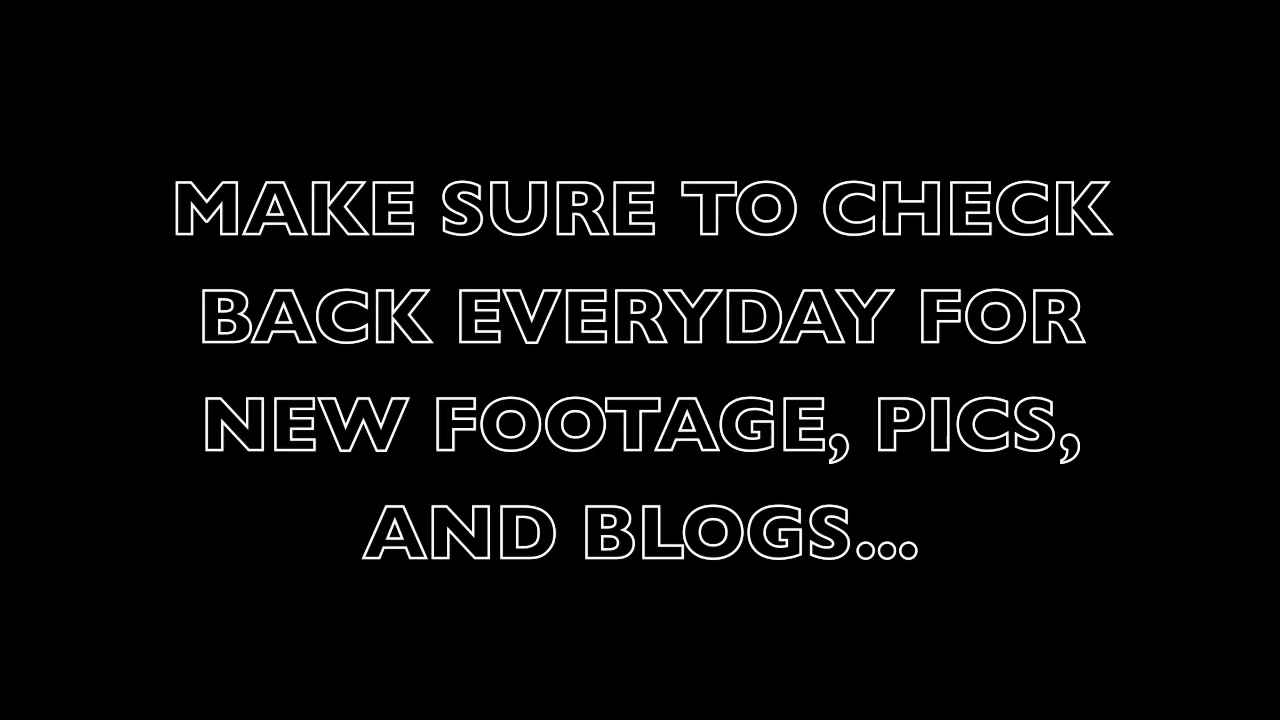 MAKE SURE TO CHECK
BACK EVERYDAY FOR
NEW FOOTAGE, PICS,
AND BLOGS...